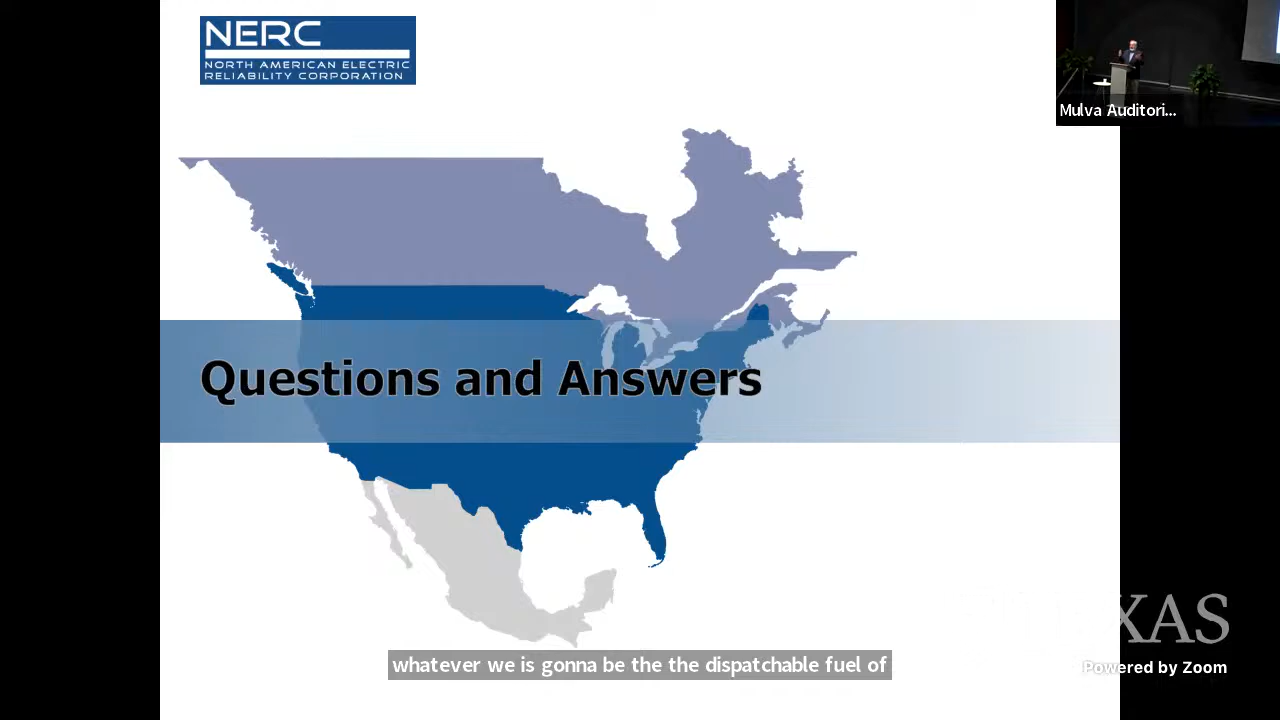 NERC
NORTH AMERICAN ELECTRIC
RELIABILITY CORPORATION
Mulva Auditori...
Questions and Answers
XAS
whatever we is gonna be the the dispatchable fuel of
Powered by Zoom